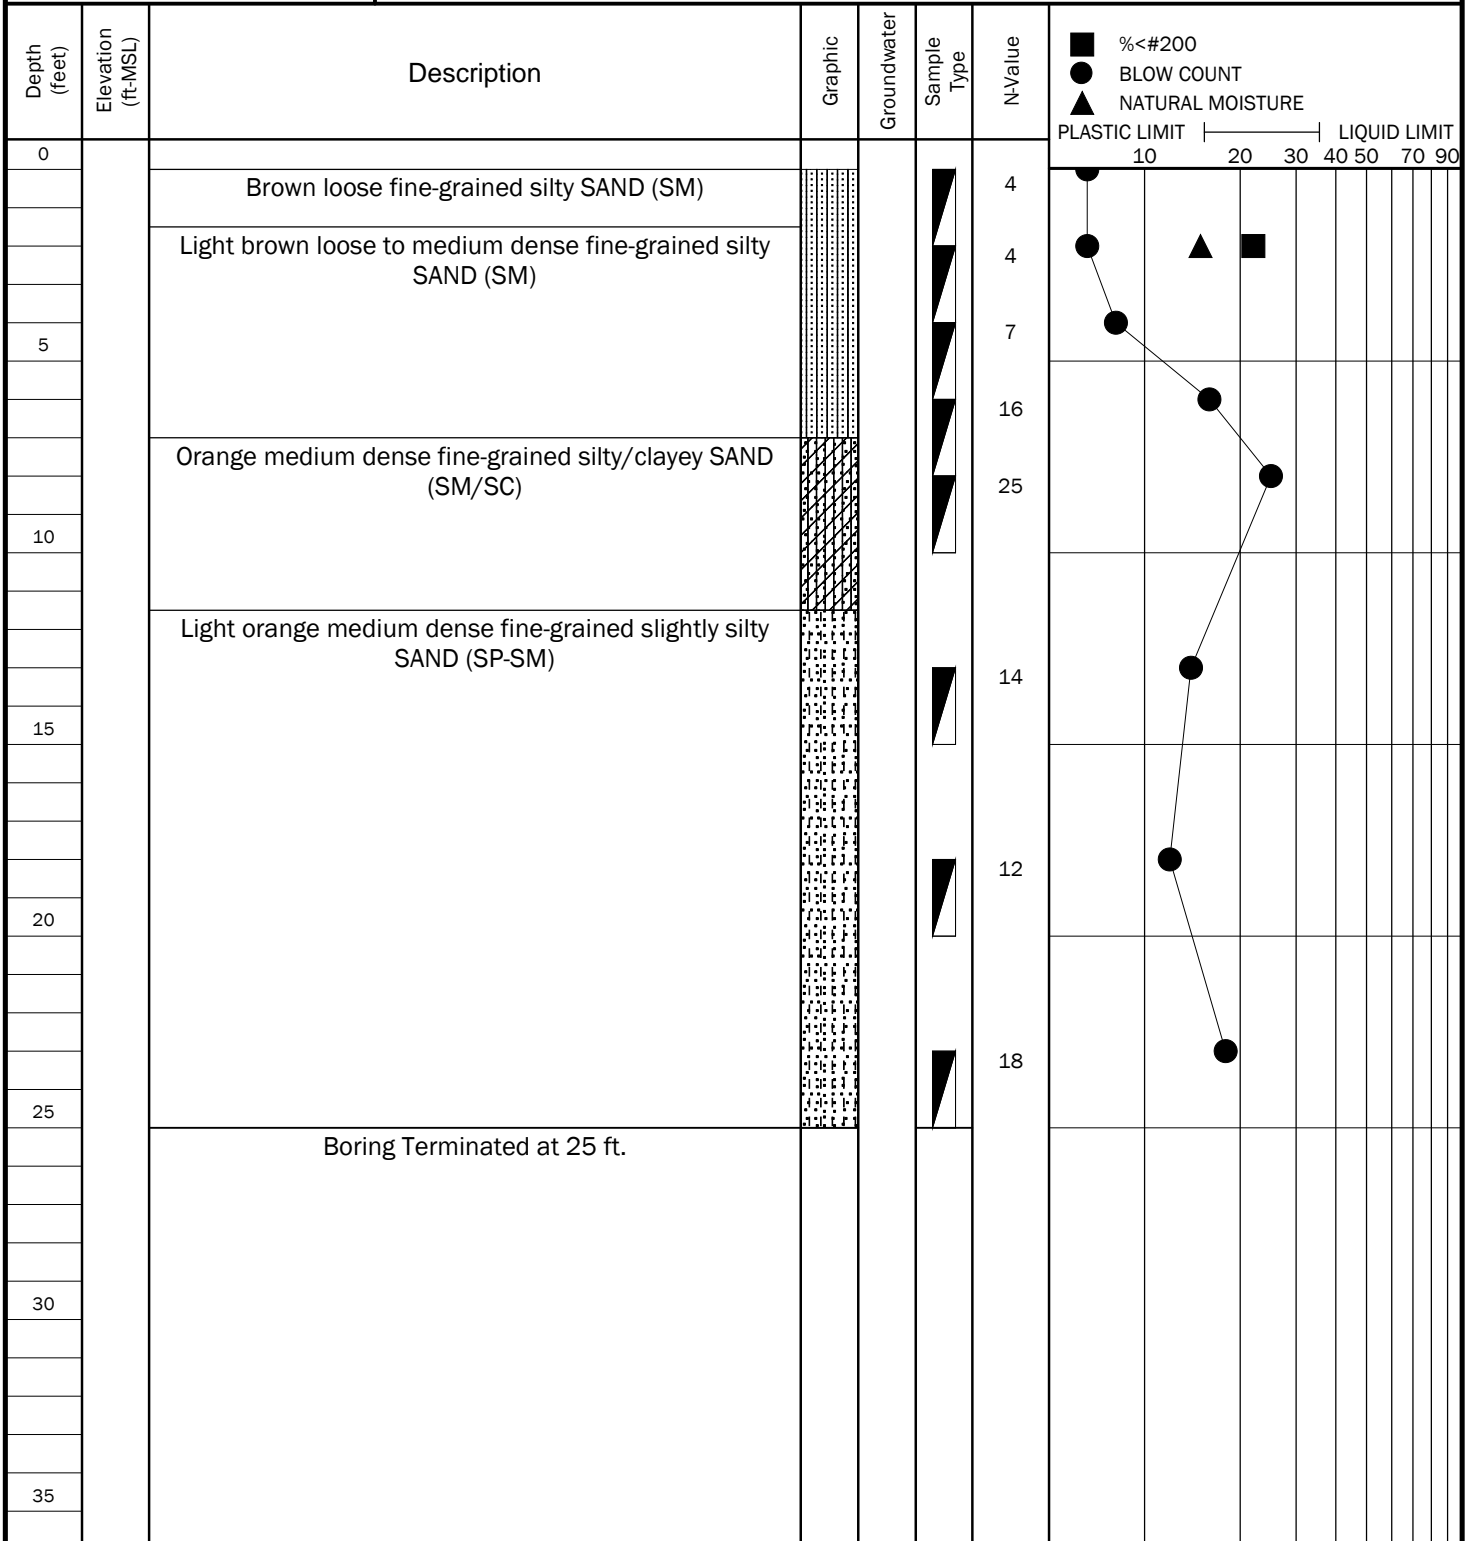 Depth
(feet)
Elevation
(ft-MSL)
Description
Graphic
Groundwater
Sample
Type
N-Value
%<#200
BLOW COUNT
NATURAL MOISTURE
PLASTIC LIMIT LIQUID LIMIT
10 20 30 40 50 70 90
0
Brown loose fine-grained silty SAND (SM)
4
Light brown loose to medium dense fine-grained silty
SAND (SM)
4
7
5
16
Orange medium dense fine-grained silty/clayey SAND
(SM/SC)
25
10
Light orange medium dense fine-grained slightly silty
SAND (SP-SM)
14
15
12
20
18
25
Boring Terminated at 25 ft.
30
35